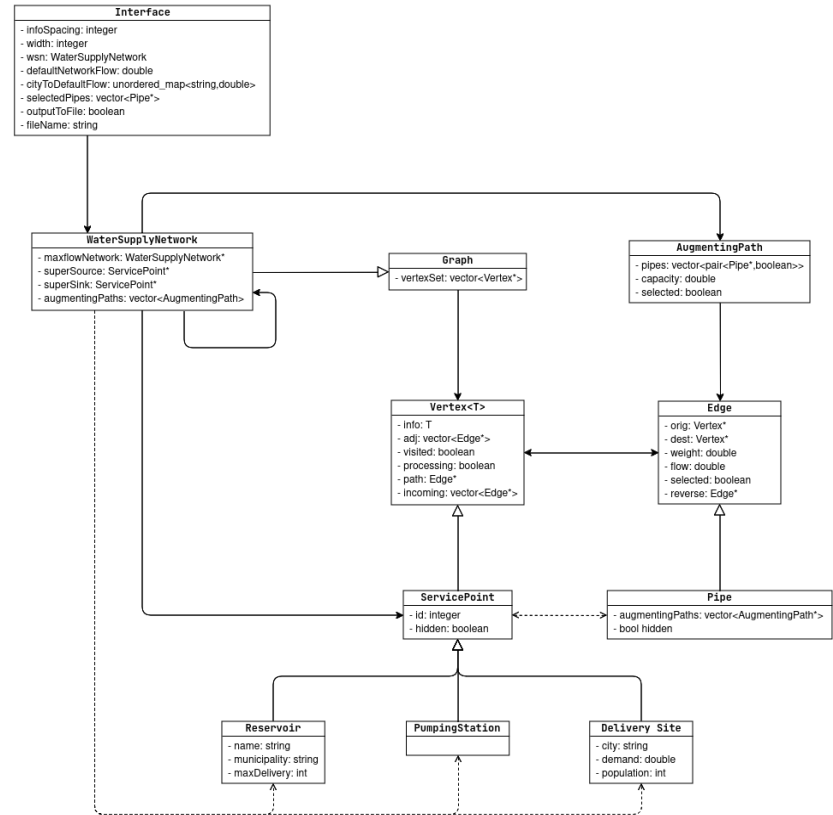 Interface
- infoSpacing: integer
- width: integer
- wsn: WaterSupplyNetwork
- defaultNetworkFlow: double
- cityToDefaultFlow: unordered_map<string,double>
- selectedPipes: vector<Pipe*>
- outputToFile: boolean
- fileName: string
WaterSupplyNetwork
- maxflowNetwork: WaterSupplyNetwork*
- superSource: ServicePoint*
- superSink: ServicePoint*
- augmentingPaths: vector<AugmentingPath>
Graph
- vertexSet: vector<Vertex*>
AugmentingPath
- pipes: vector<pair<Pipe*,boolean>>
- capacity: double
- selected: boolean
Vertex<T>
- info: T
- adj: vector<Edge*>
- visited: boolean
- processing: boolean
- path: Edge*
- incoming: vector<Edge*>
Edge
- orig: Vertex*
- dest: Vertex*
- weight: double
- flow: double
- selected: boolean
- reverse: Edge*
ServicePoint
- id: integer
- hidden: boolean
Pipe
- augmentingPaths: vector<AugmentingPath*>
- bool hidden
Reservoir
- name: string
- municipality: string
- maxDelivery: int
PumpingStation
Delivery Site
- city: string
- demand: double
- population: int